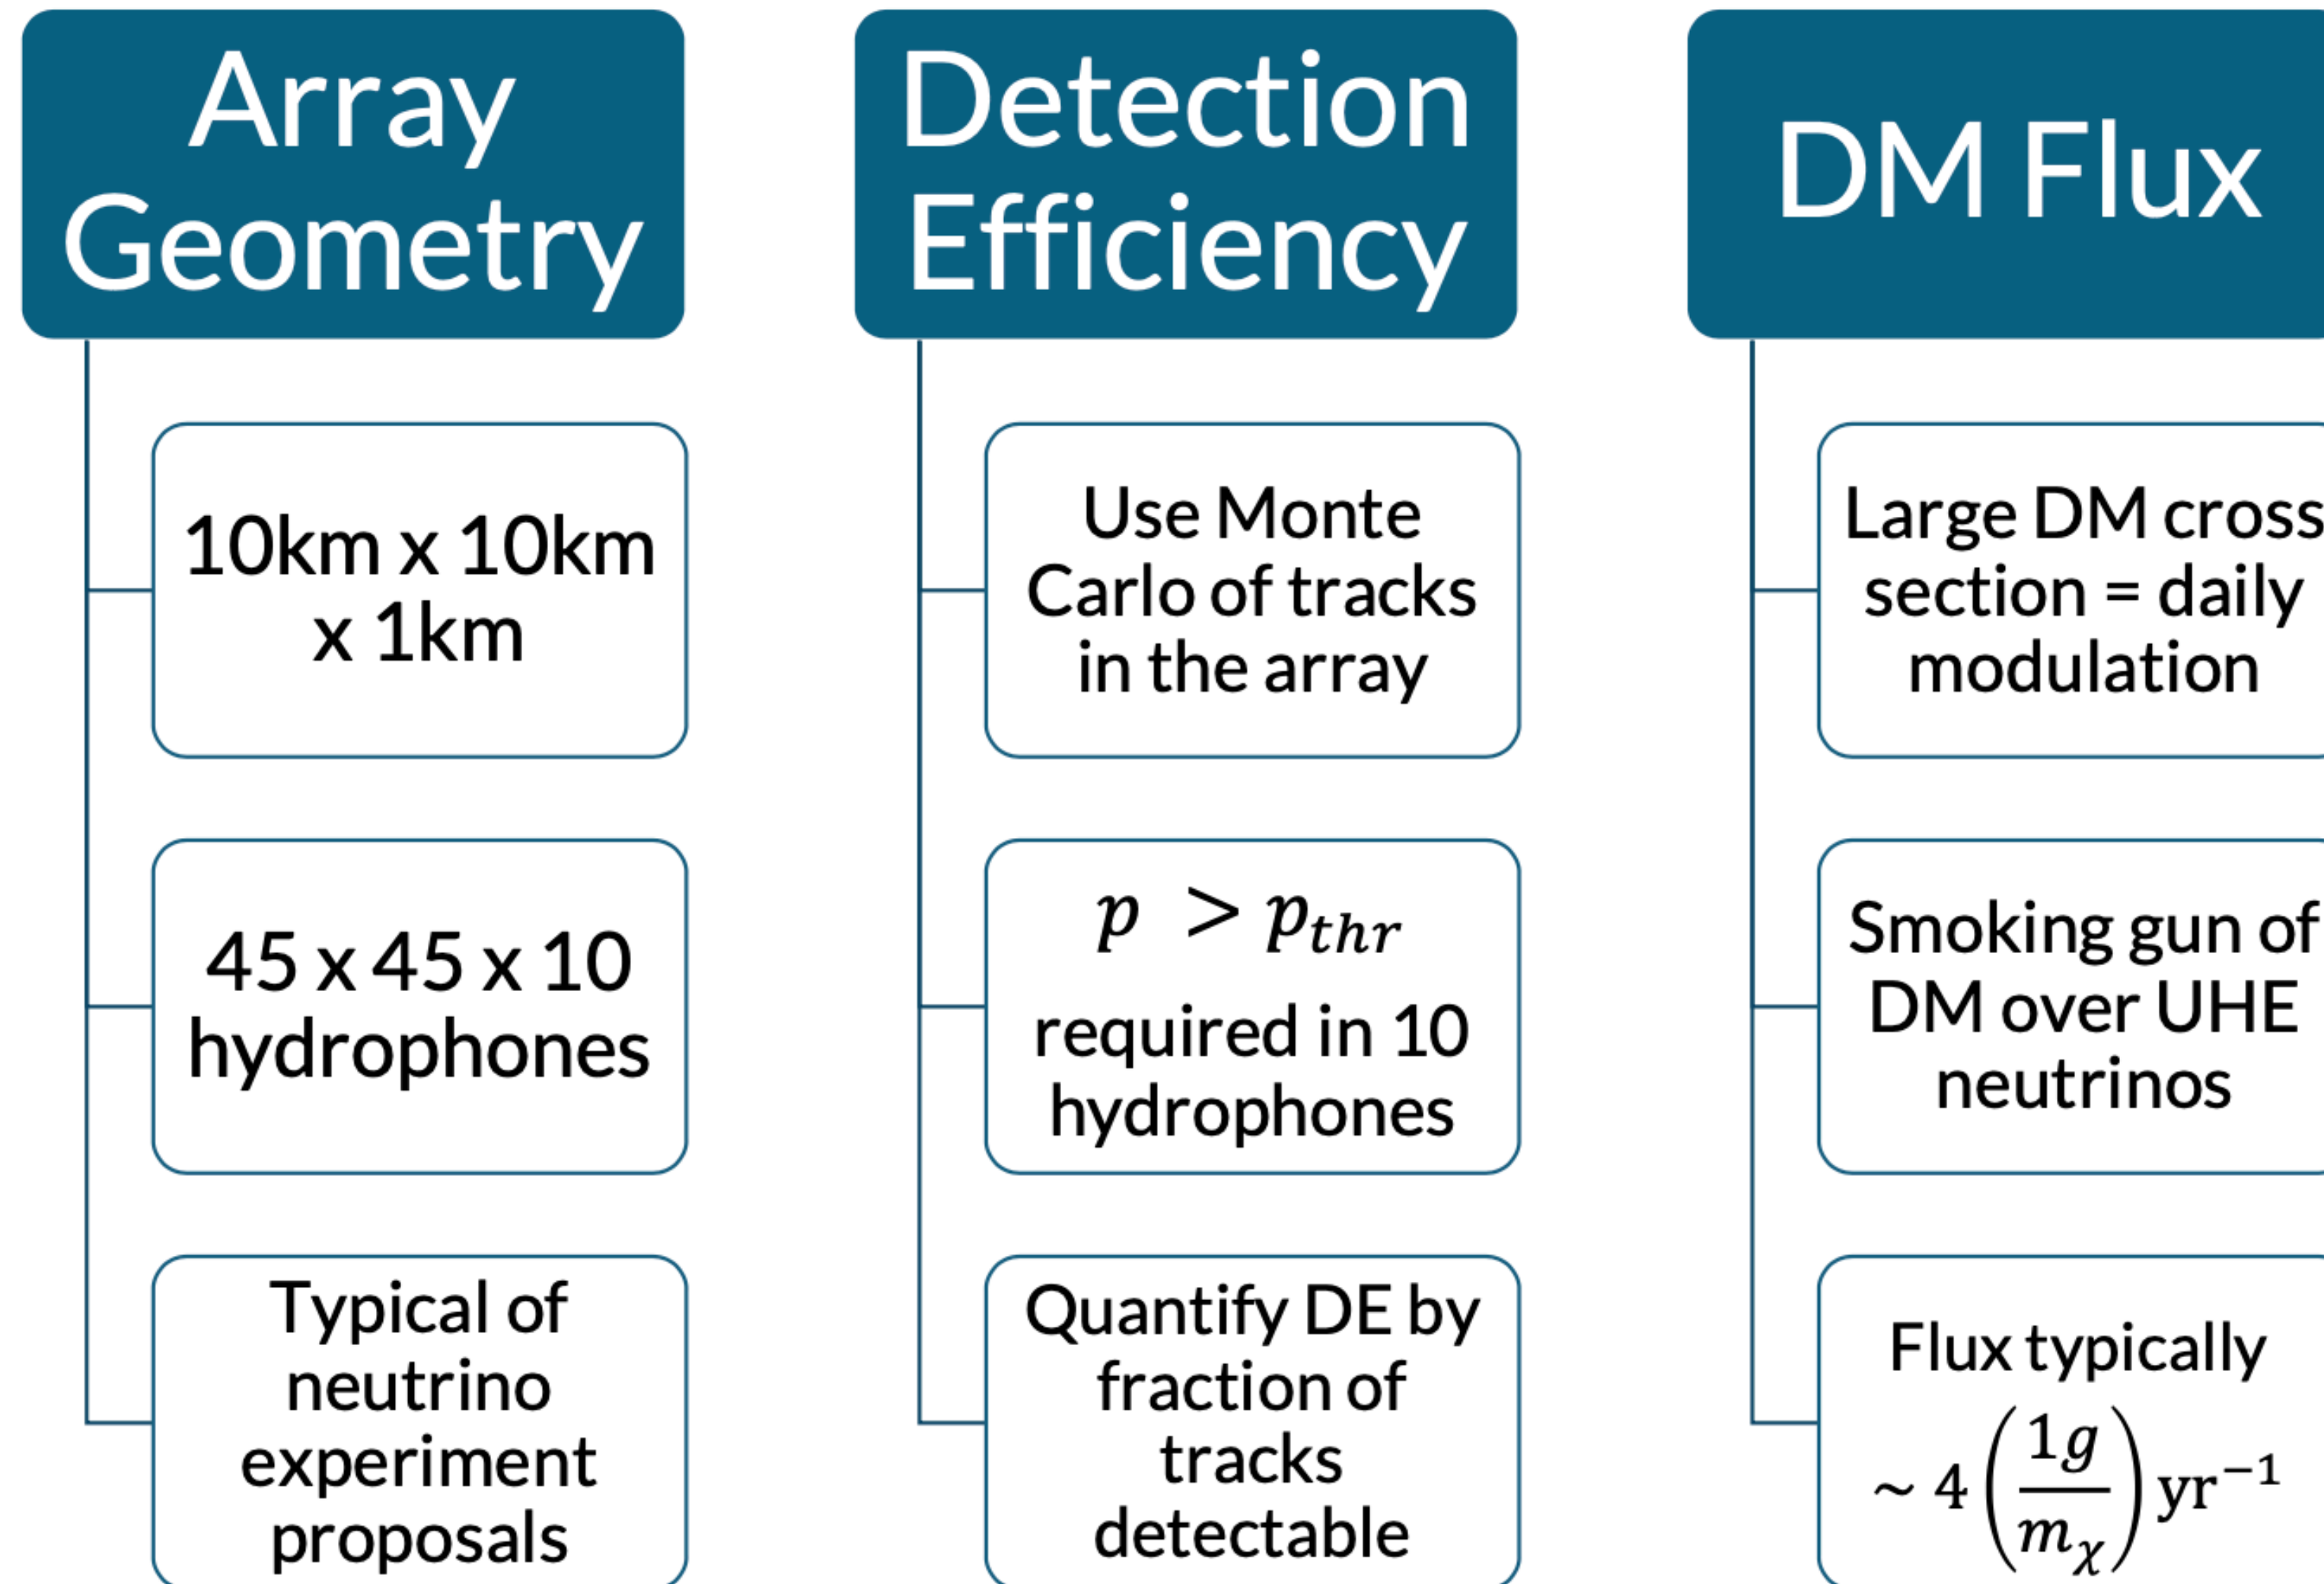 Array
Geometry
10km x 10km
x 1km
45 x 45 x 10
hydrophones
Typical of
neutrino
experiment
proposals
Detection
Efficiency
Use Monte
Carlo of tracks
in the array
p > p_{thr}
required in 10
hydrophones
Quantify DE by
fraction of
tracks
detectable
DM Flux
Large DM cross
section = daily
modulation
Smoking gun of
DM over UHE
neutrinos
Flux typically
~ 4 (1g/m_χ) yr⁻¹